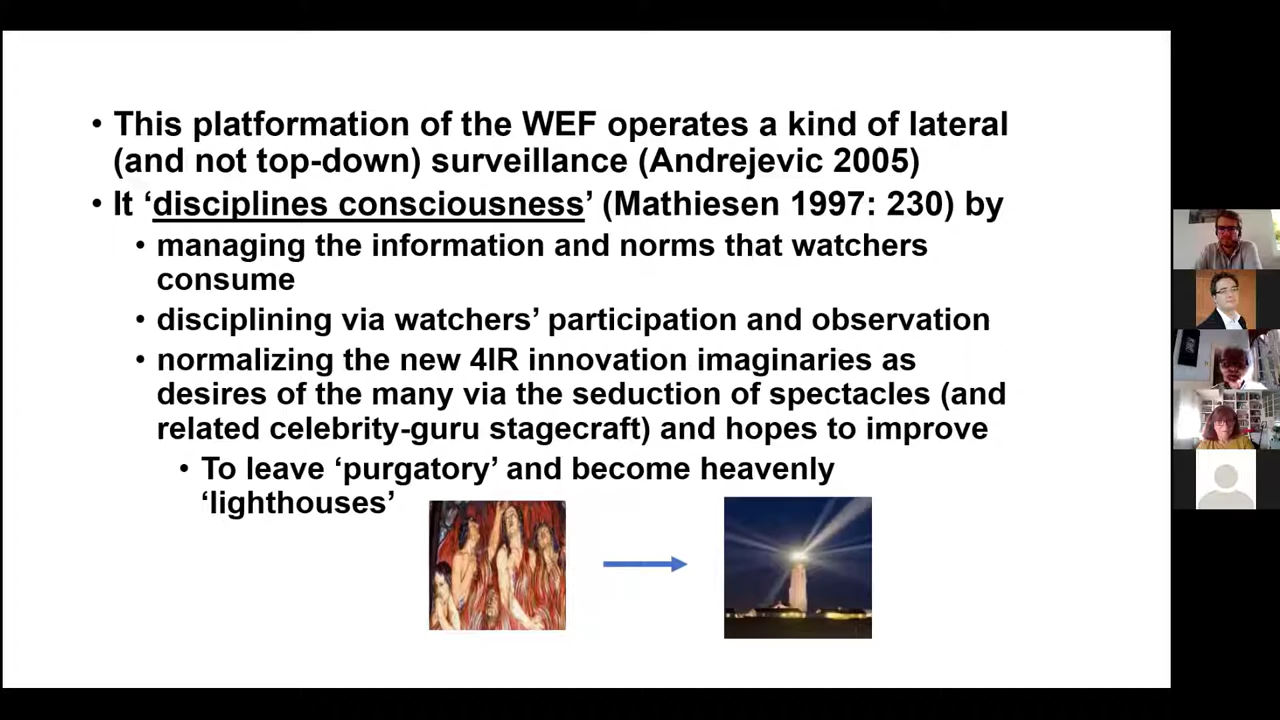 • This platformation of the WEF operates a kind of lateral
(and not top-down) surveillance (Andrejevic 2005)
• It ‘disciplines consciousness’ (Mathiesen 1997: 230) by
• managing the information and norms that watchers
consume
• disciplining via watchers’ participation and observation
• normalizing the new 4IR innovation imaginaries as
desires of the many via the seduction of spectacles (and
related celebrity-guru stagecraft) and hopes to improve
• To leave ‘purgatory’ and become heavenly
‘lighthouses’